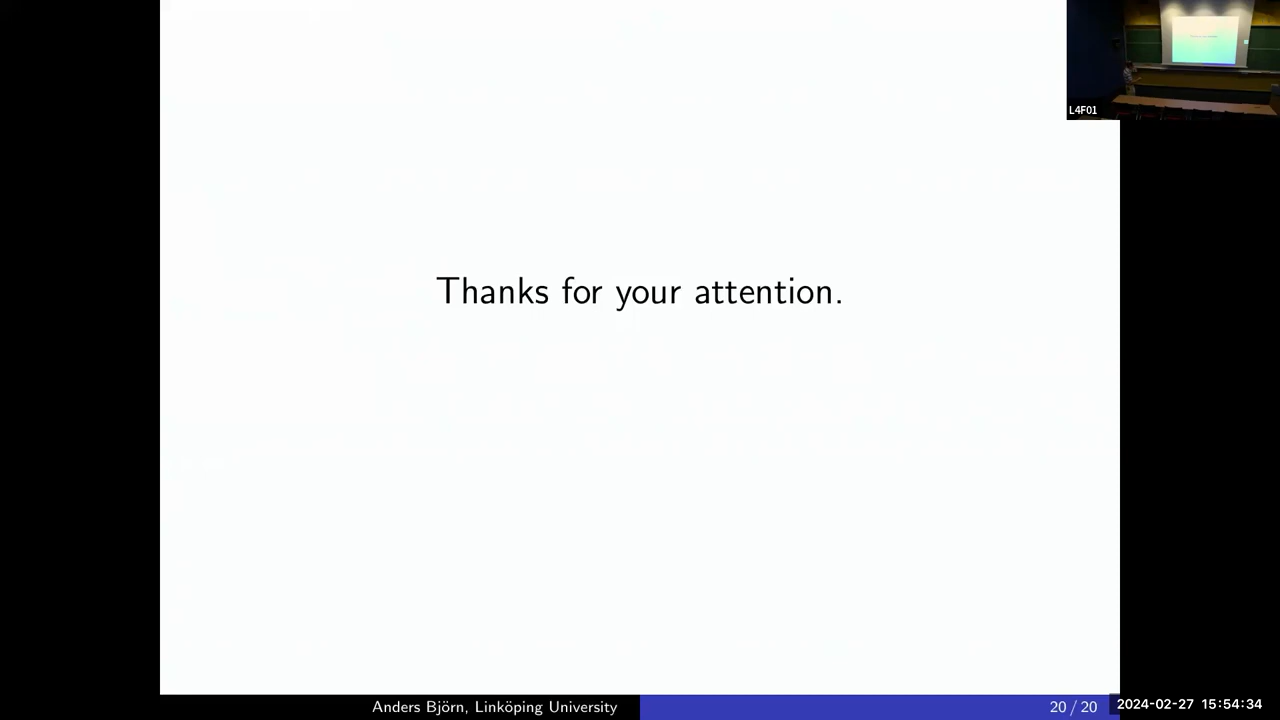 L4F01
Thanks for your attention.
Anders Björn, Linköping University
20 / 20
2024-02-27 15:54:34